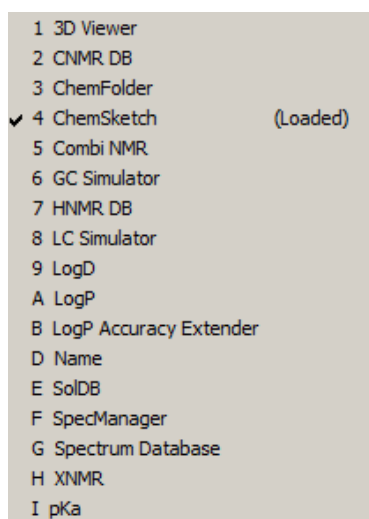 1 3D Viewer
2 CNMR DB
3 ChemFolder
4 ChemSketch (Loaded)
5 Combi NMR
6 GC Simulator
7 HNMR DB
8 LC Simulator
9 LogD
A LogP
B LogP Accuracy Extender
D Name
E SolDB
F SpecManager
G Spectrum Database
H XNMR
I pKa